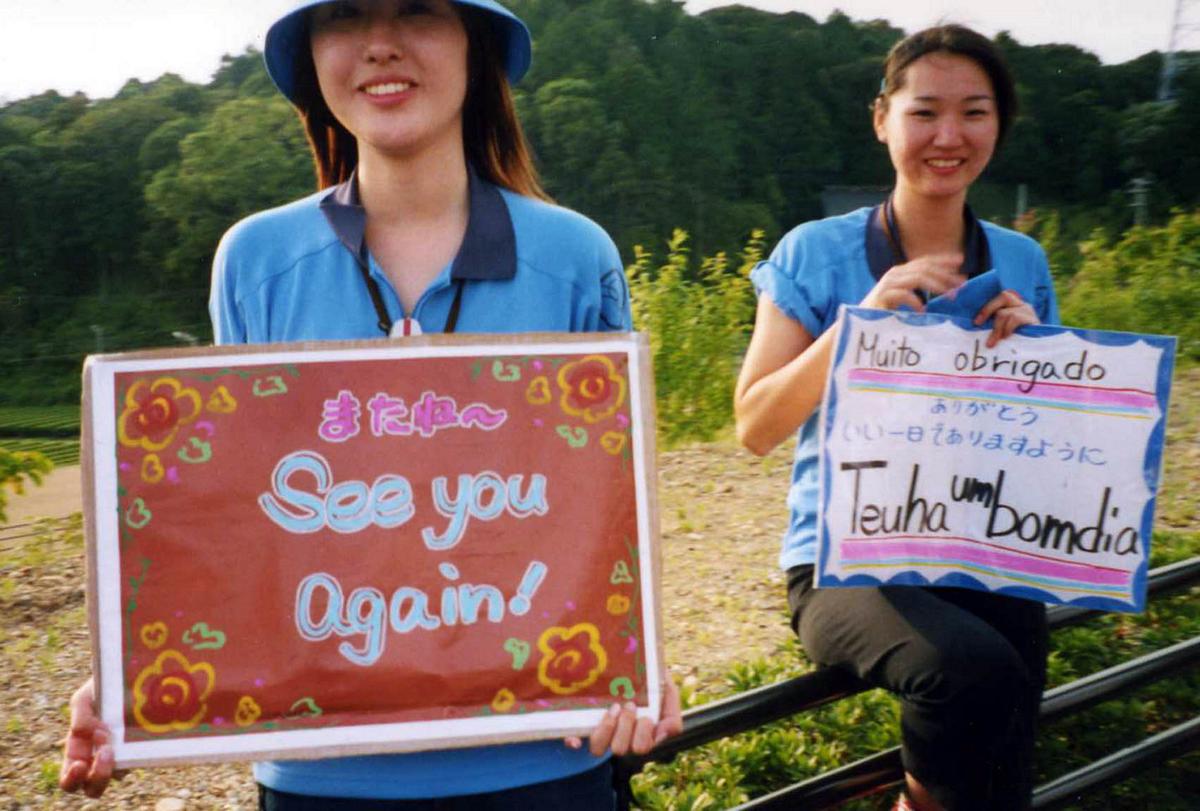 またね～
See you
Again!
Muito obrigado
ありがとう
いい一日でありますように
Teuha um bomdia